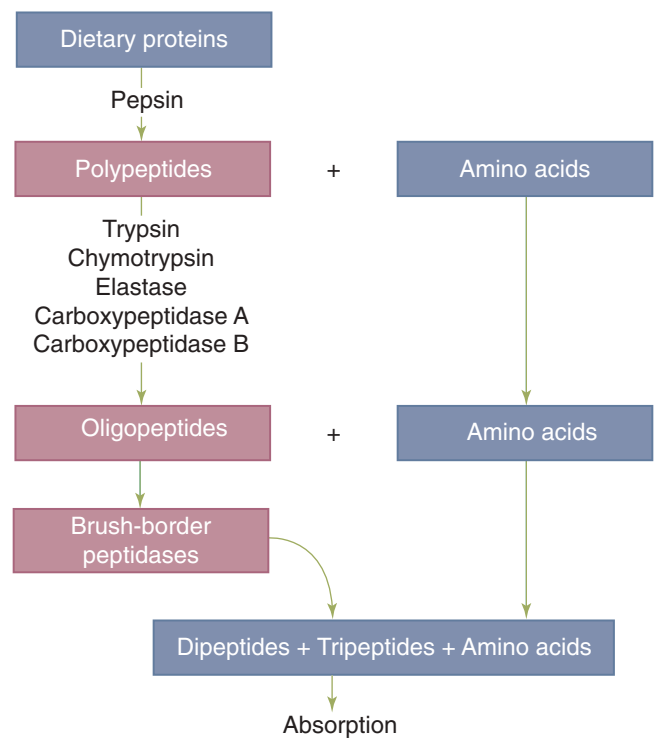 Dietary proteins
Pepsin
Polypeptides + Amino acids
Trypsin
Chymotrypsin
Elastase
Carboxypeptidase A
Carboxypeptidase B
Oligopeptides + Amino acids
Brush-border
peptidases
Dipeptides + Tripeptides + Amino acids
Absorption